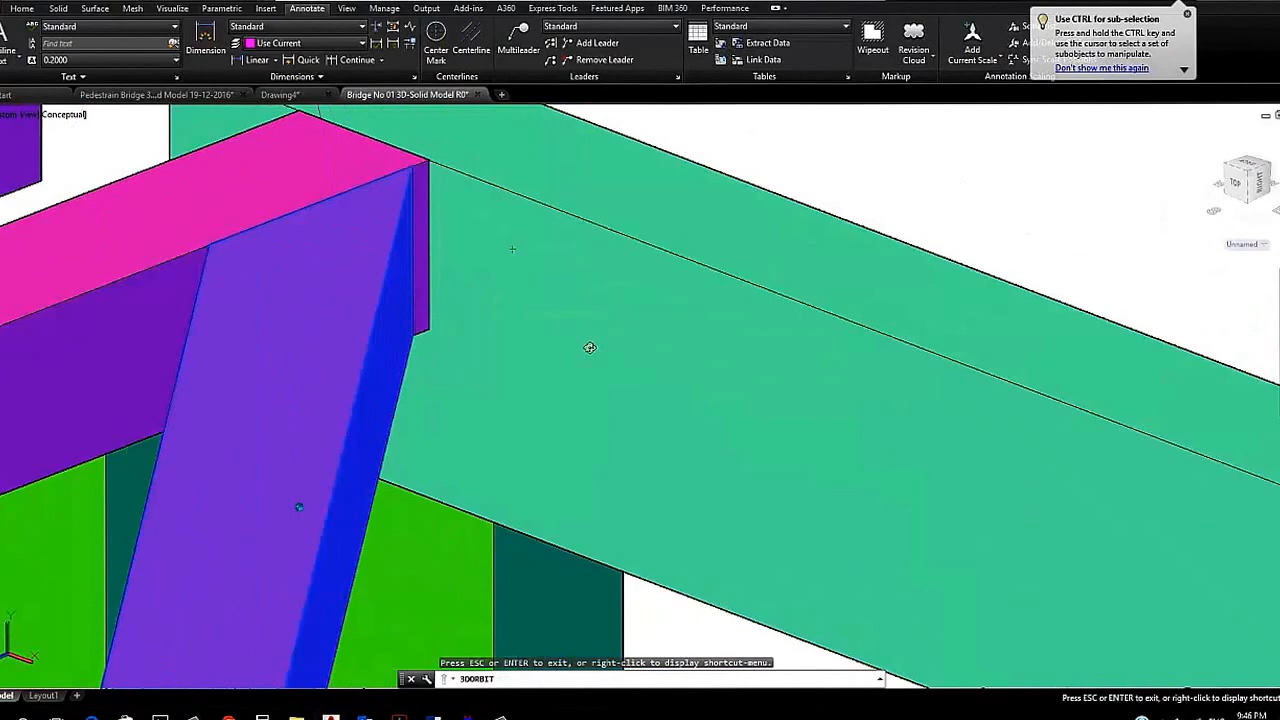 Home Solid Surface Mesh Visualize Parametric Insert Annotate View Manage Output Add-ins A360 Express Tools Featured Apps BIM 360 Performance
Use CTRL for sub-selection
Press and hold the CTRL key and
use the cursor to select a set of
subobjects to manipulate.
Don't show me this again
Standard Standard Standard Standard
Find text Use Current Add Leader Extract Data
0.2000 Linear Quick Continue Remove Leader Link Data
Dimension Center Mark Centerline Multileader Table Wipeout Revision Cloud Add Current Scale
Text Dimensions Centerlines Leaders Tables Markup Annotation Scaling
Pedestrain Bridge 3...d Model 19-12-2016* Drawing4* Bridge No 01 3D-Solid Model R0*
Conceptual]
TOP
Unnamed
Y
X
Press ESC or ENTER to exit, or right-click to display shortcut-menu.
3DORBIT
Layout1
Press ESC or ENTER to exit, or right-click to display shortcut
9:46 PM